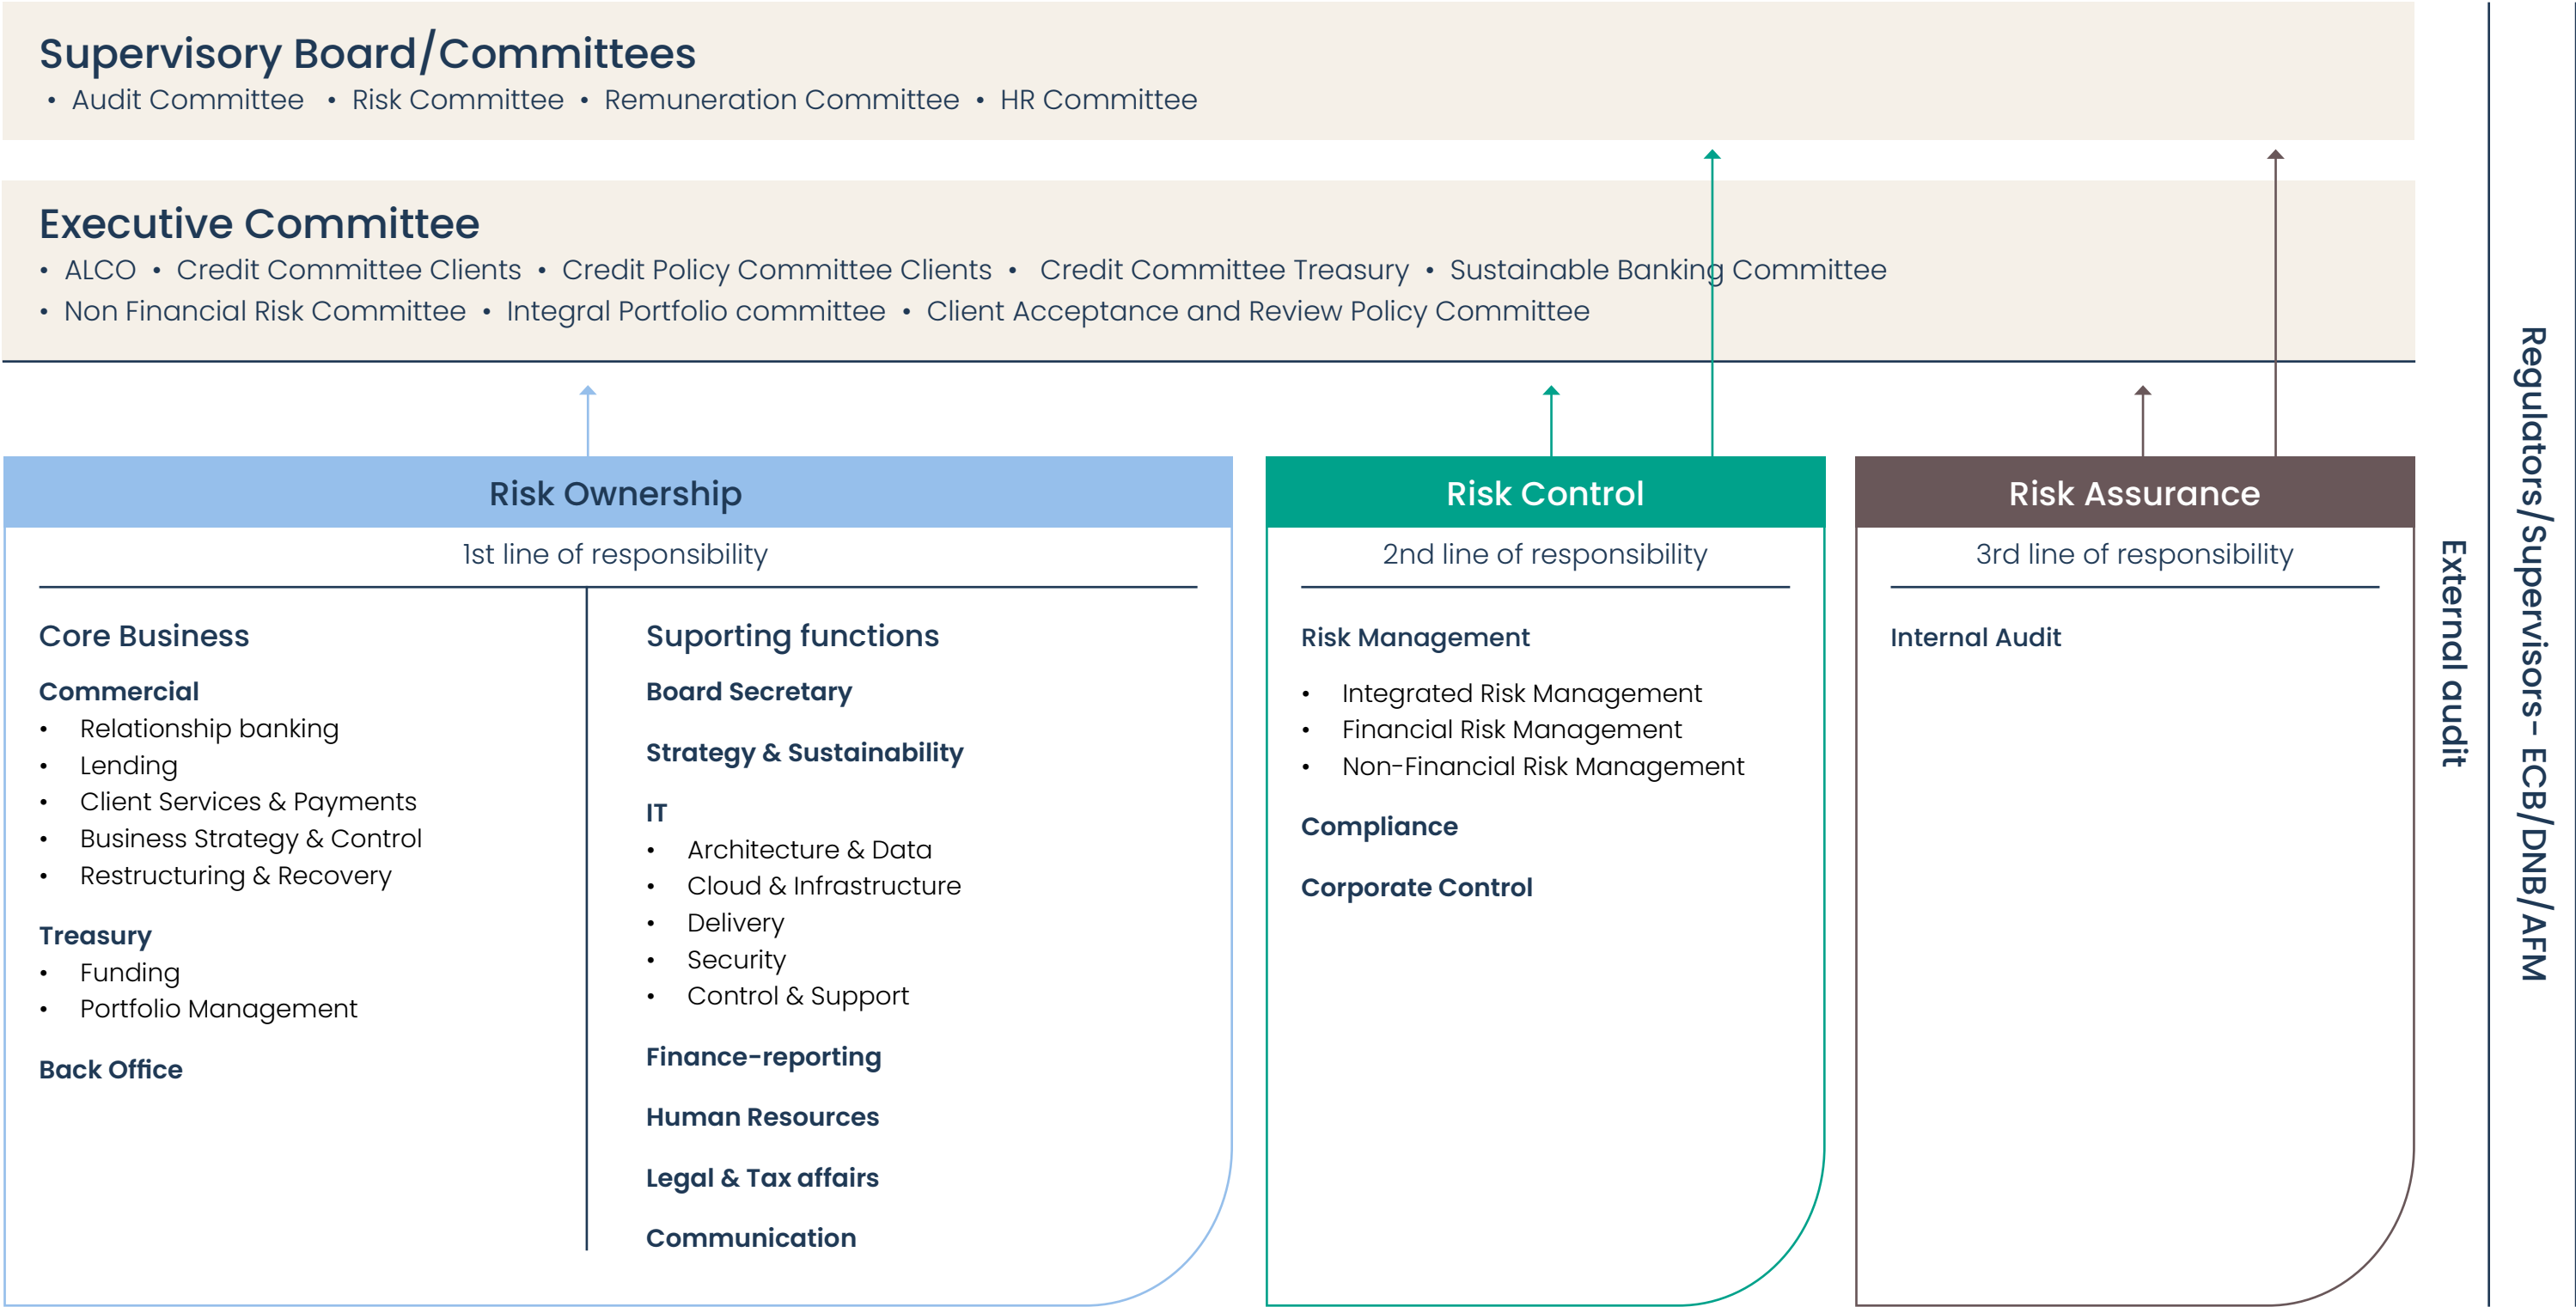 Supervisory Board/Committees
• Audit Committee • Risk Committee • Remuneration Committee • HR Committee
Executive Committee
• ALCO • Credit Committee Clients • Credit Policy Committee Clients • Credit Committee Treasury • Sustainable Banking Committee
• Non Financial Risk Committee • Integral Portfolio committee • Client Acceptance and Review Policy Committee
Risk Ownership
1st line of responsibility
Core Business
Commercial
• Relationship banking
• Lending
• Client Services & Payments
• Business Strategy & Control
• Restructuring & Recovery
Treasury
• Funding
• Portfolio Management
Back Office
Suporting functions
Board Secretary
Strategy & Sustainability
IT
• Architecture & Data
• Cloud & Infrastructure
• Delivery
• Security
• Control & Support
Finance-reporting
Human Resources
Legal & Tax affairs
Communication
Risk Control
2nd line of responsibility
Risk Management
• Integrated Risk Management
• Financial Risk Management
• Non-Financial Risk Management
Compliance
Corporate Control
Risk Assurance
3rd line of responsibility
Internal Audit
External audit
Regulators/Supervisors- ECB/DNB/AFM